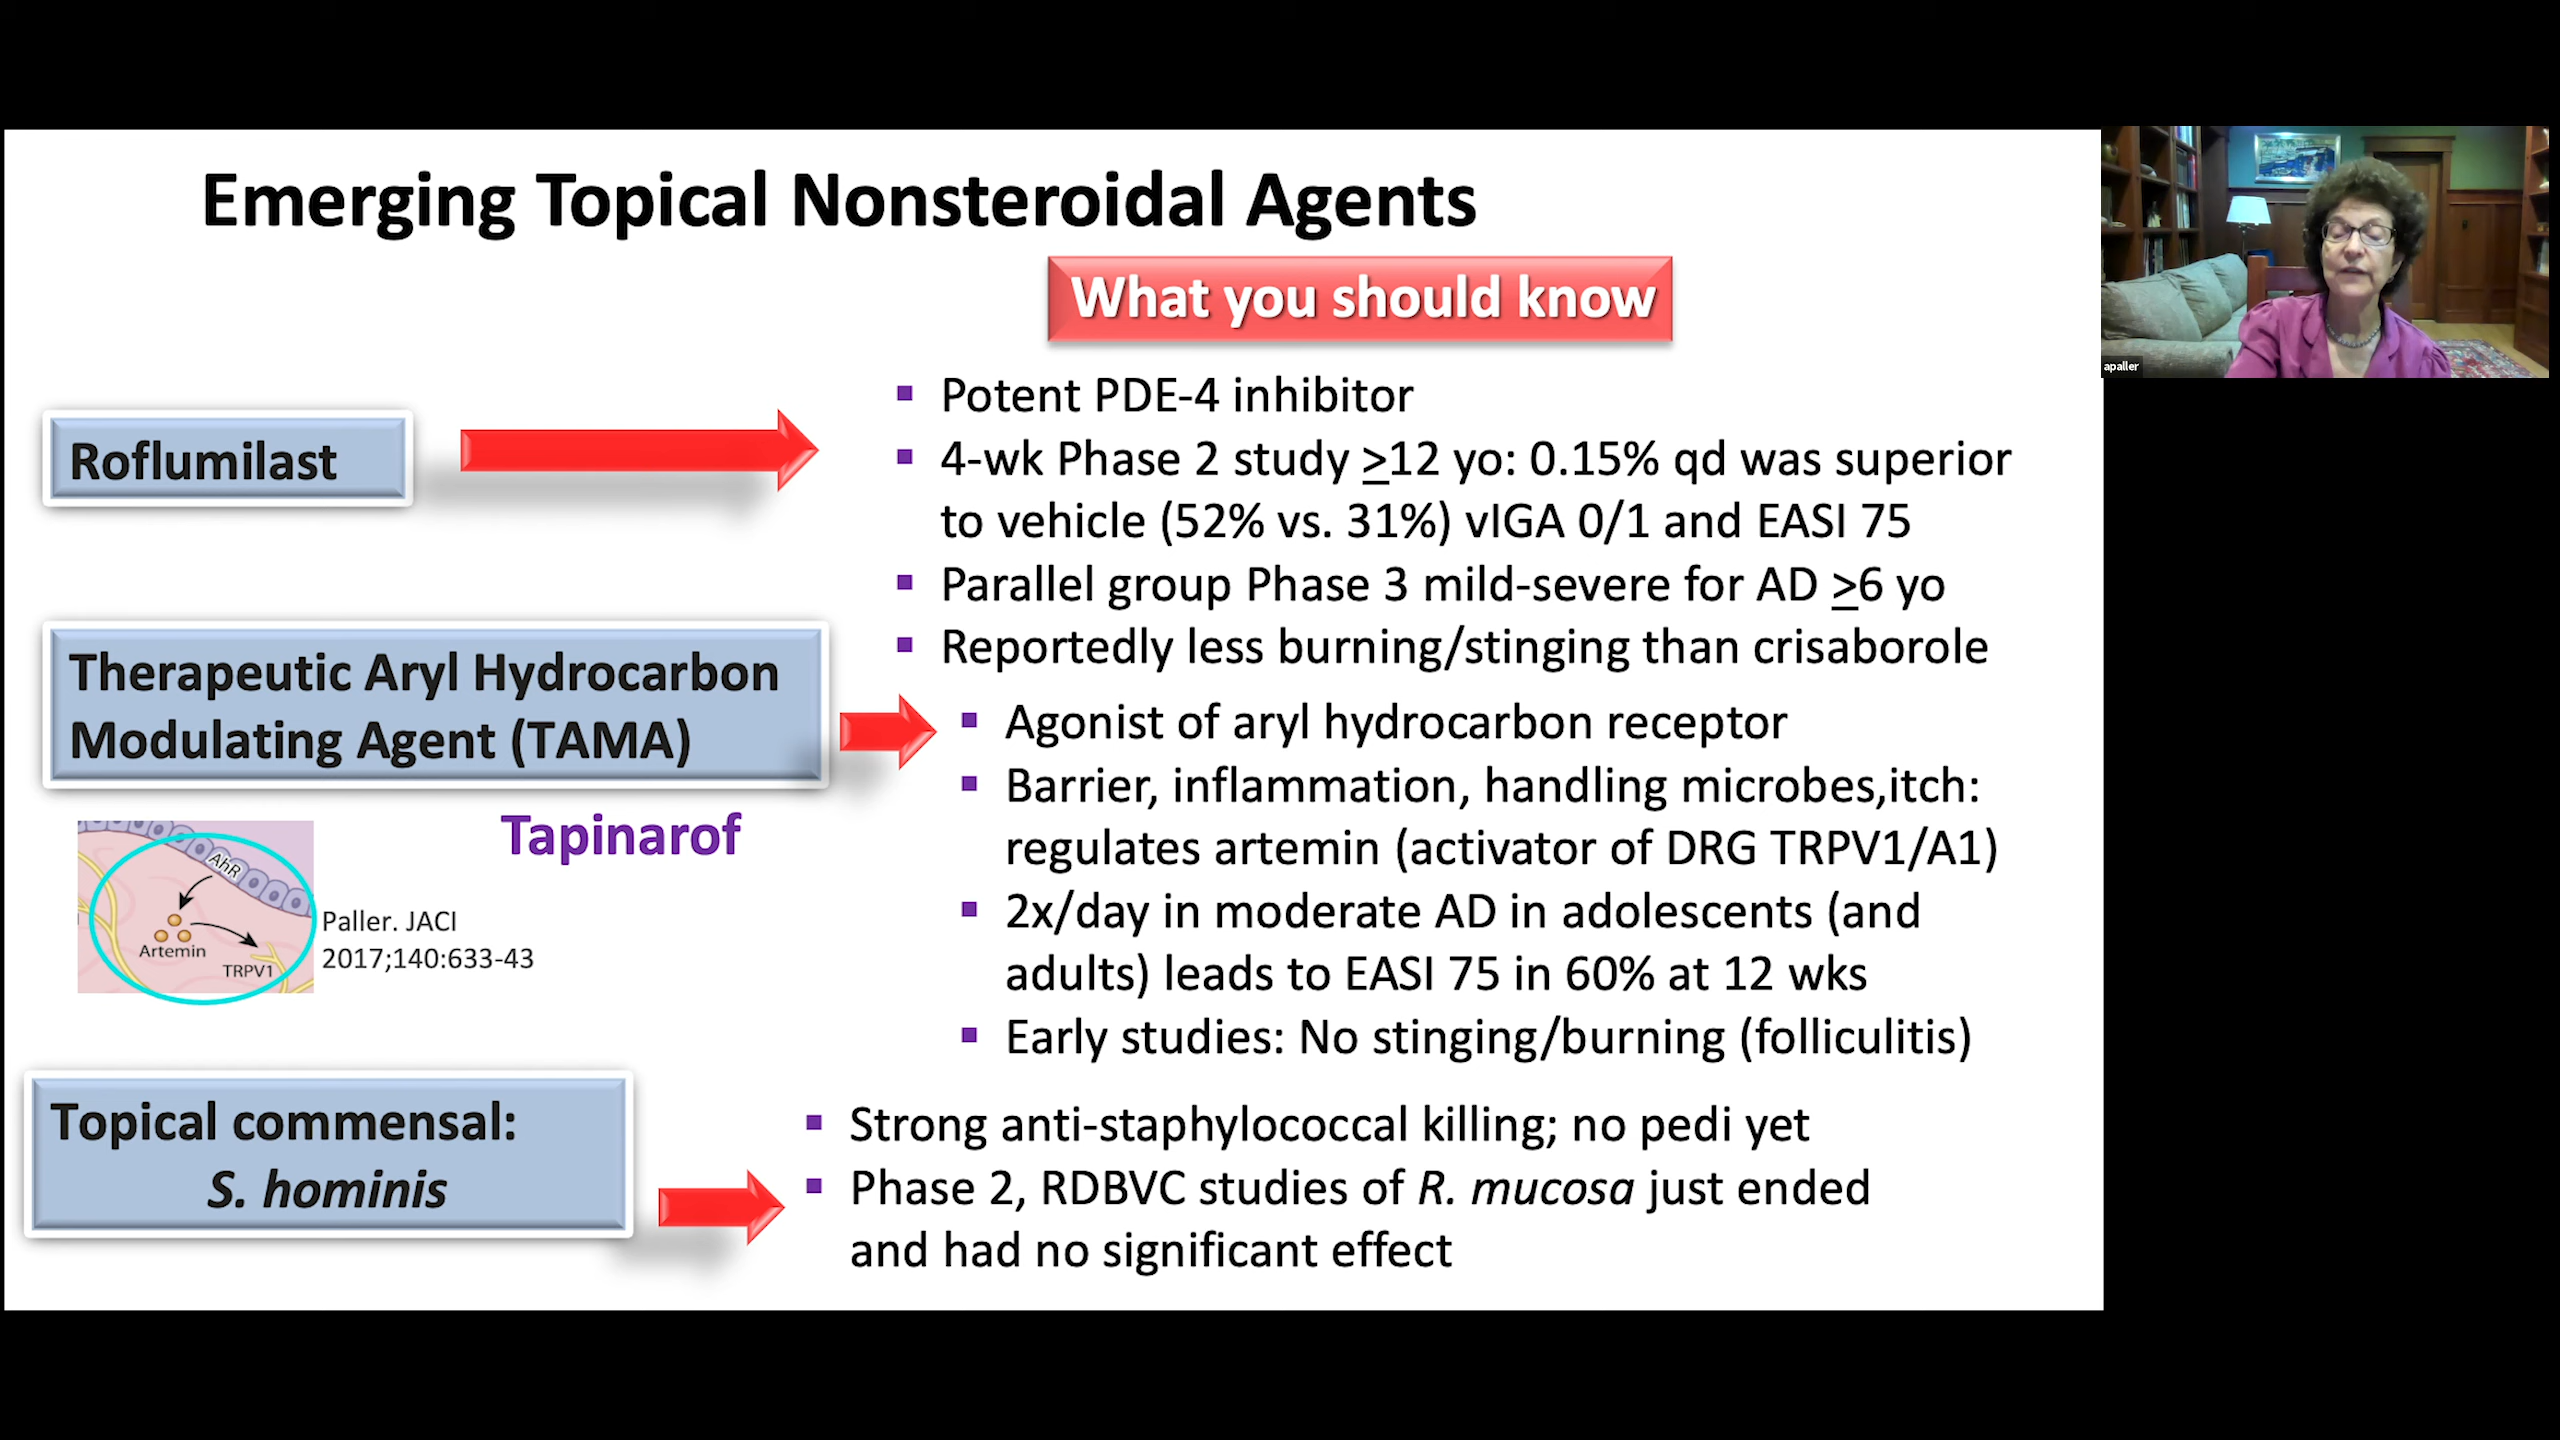 Emerging Topical Nonsteroidal Agents
What you should know
Roflumilast
▪ Potent PDE-4 inhibitor
▪ 4-wk Phase 2 study >12 yo: 0.15% qd was superior
to vehicle (52% vs. 31%) vIGA 0/1 and EASI 75
▪ Parallel group Phase 3 mild-severe for AD >6 yo
▪ Reportedly less burning/stinging than crisaborole
Therapeutic Aryl Hydrocarbon
Modulating Agent (TAMA)
Tapinarof
▪ Agonist of aryl hydrocarbon receptor
▪ Barrier, inflammation, handling microbes,itch:
regulates artemin (activator of DRG TRPV1/A1)
▪ 2x/day in moderate AD in adolescents (and
adults) leads to EASI 75 in 60% at 12 wks
▪ Early studies: No stinging/burning (folliculitis)
AhR
Artemin
TRPV1
Paller. JACI
2017;140:633-43
Topical commensal:
S. hominis
▪ Strong anti-staphylococcal killing; no pedi yet
▪ Phase 2, RDBVC studies of R. mucosa just ended
and had no significant effect
apaller